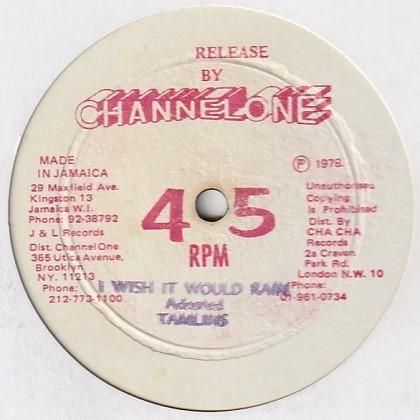 RELEASE
BY
CHANNEL ONE
MADE
IN JAMAICA
29 Maxfield Ave.
Kingston 13
Jamaica W.I.
Phone: 92-38792
J & L Records
Dist. Channel One
365 Utica Avenue,
Brooklyn
NY. 11213
Phone:
212-773-1100
45
RPM
P 1978.
Unauthorised
Copying
is Prohibited
Dist. By
CHA CHA
Records
2a Craven
Park Rd.
London N.W. 10
Phone:
01-961-0734
I WISH IT WOULD RAIN
Adapted
TAMLINS